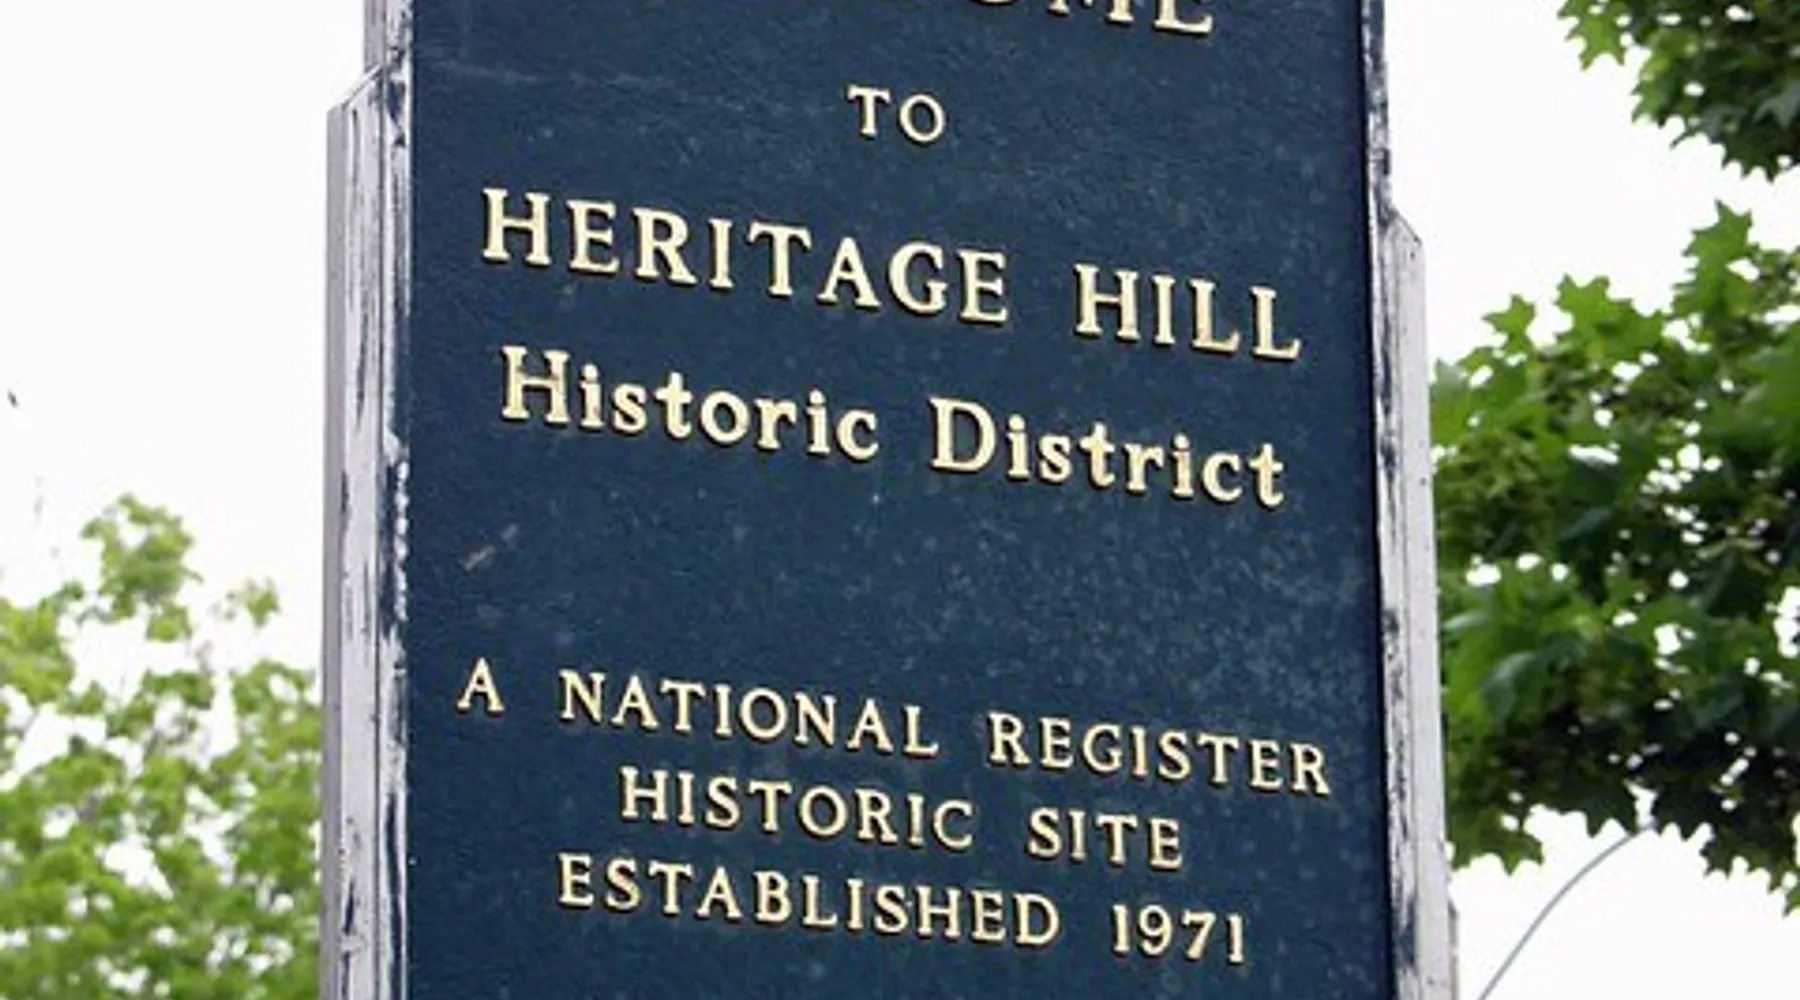 TO
HERITAGE HILL
Historic District
A NATIONAL REGISTER
HISTORIC SITE
ESTABLISHED 1971